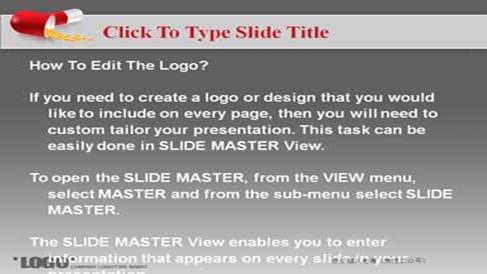 Click To Type Slide Title
How To Edit The Logo?
If you need to create a logo or design that you would
like to include on every page, then you will need to
custom tailor your presentation. This task can be
easily done in SLIDE MASTER View.
To open the SLIDE MASTER, from the VIEW menu,
select MASTER and from the sub-menu select SLIDE
MASTER.
The SLIDE MASTER View enables you to enter
information that appears on every slide in your
presentation
LOGO